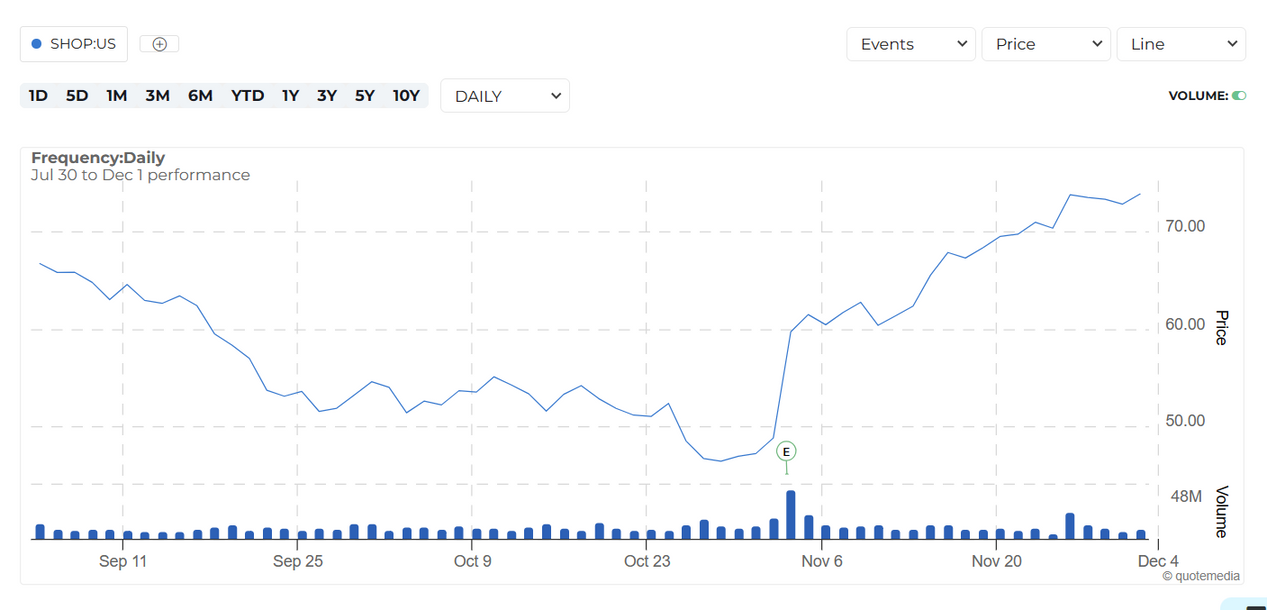 SHOP:US
Events Price Line
1D 5D 1M 3M 6M YTD 1Y 3Y 5Y 10Y DAILY
VOLUME:
Frequency:Daily
Jul 30 to Dec 1 performance
70.00
60.00
Price
50.00
E
48M
Volume
Sep 11 Sep 25 Oct 9 Oct 23 Nov 6 Nov 20 Dec 4
© quotemedia